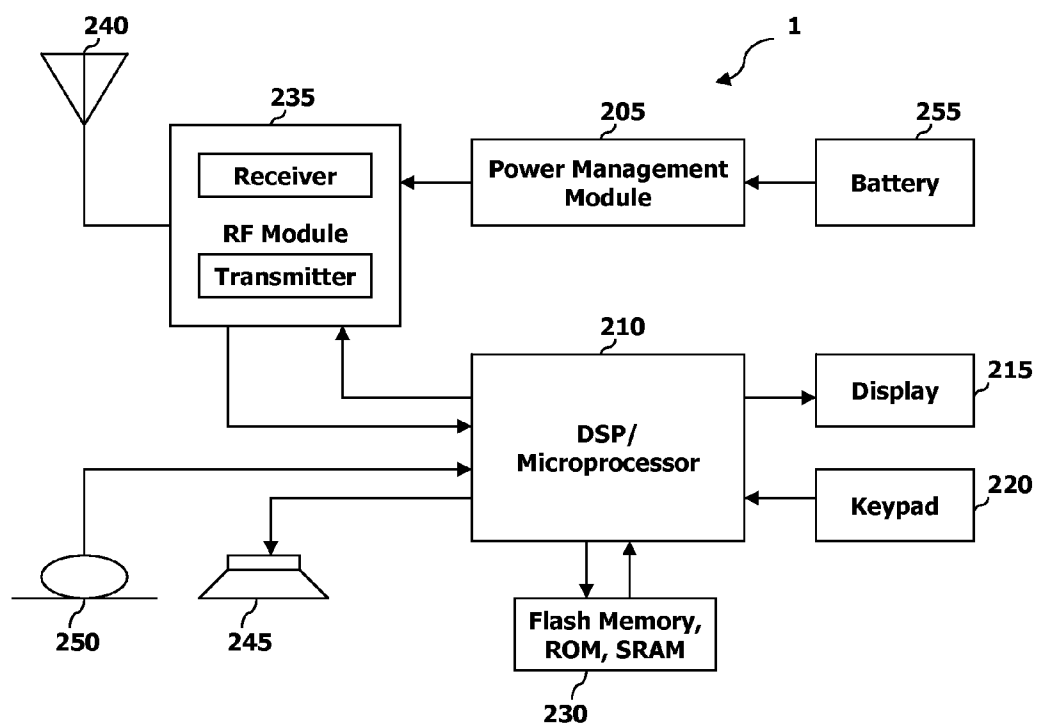 240
1
235
205
255
Receiver
RF Module
Transmitter
Power Management
Module
Battery
210
DSP/
Microprocessor
Display
215
Keypad
220
250
245
Flash Memory,
ROM, SRAM
230